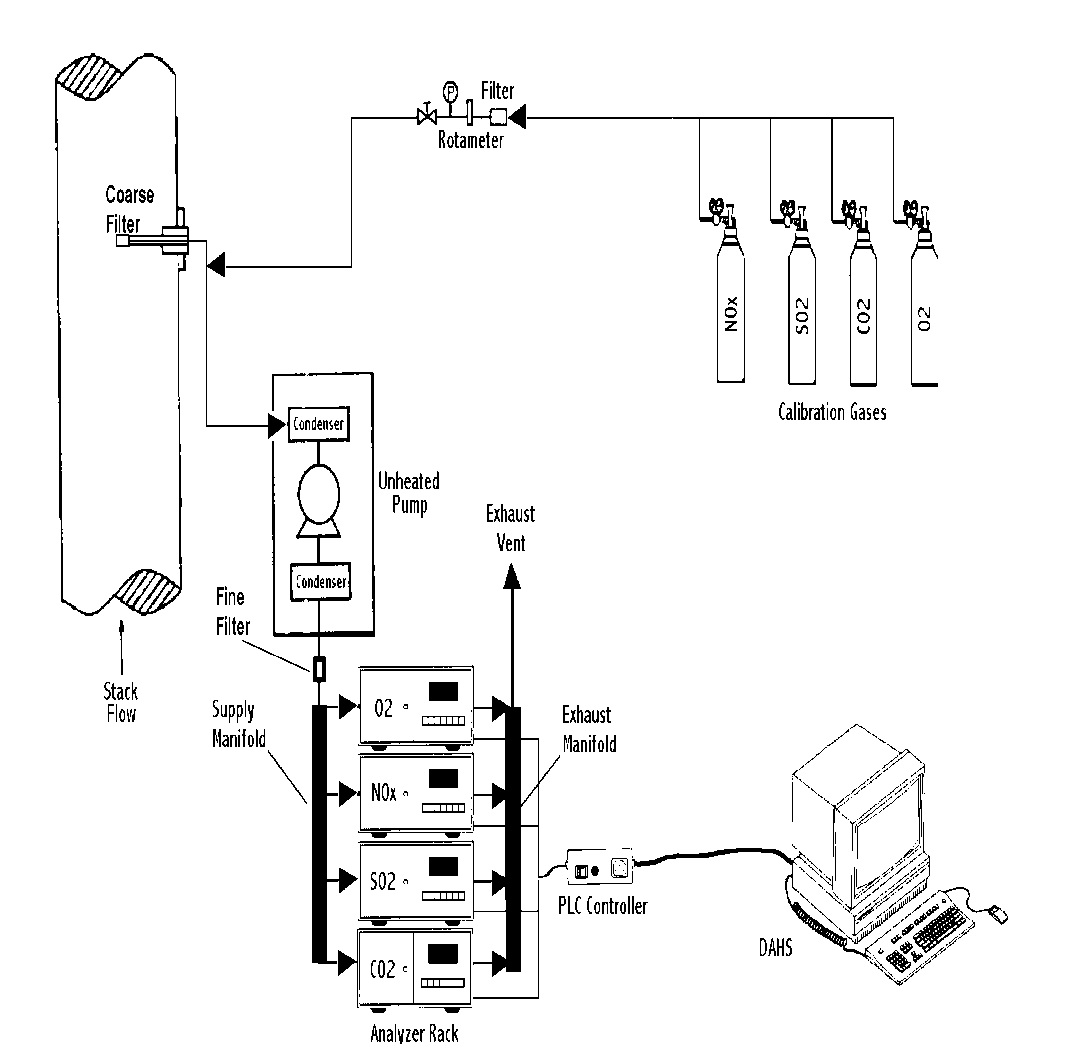 Filter
P
Rotameter
Coarse
Filter
NOx
SO2
CO2
O2
Calibration Gases
Condenser
Unheated
Pump
Condenser
Exhaust
Vent
Fine
Filter
Stack
Flow
Supply
Manifold
O2
NOx
SO2
CO2
Exhaust
Manifold
PLC Controller
DAHS
Analyzer Rack